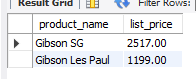 Result Grid Filter Rows:
product_name list_price
Gibson SG 2517.00
Gibson Les Paul 1199.00